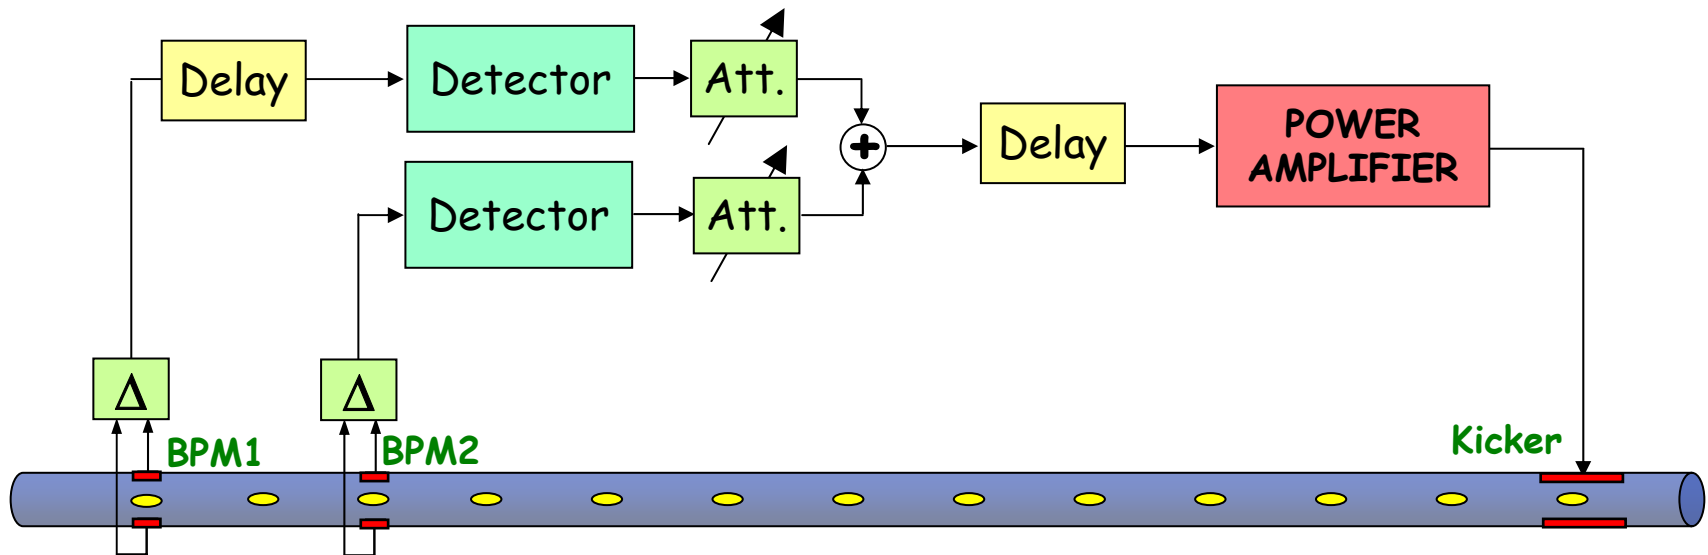 Delay
Detector
Att.
Detector
Att.
+
Delay
POWER
AMPLIFIER
Δ
Δ
BPM1
BPM2
Kicker